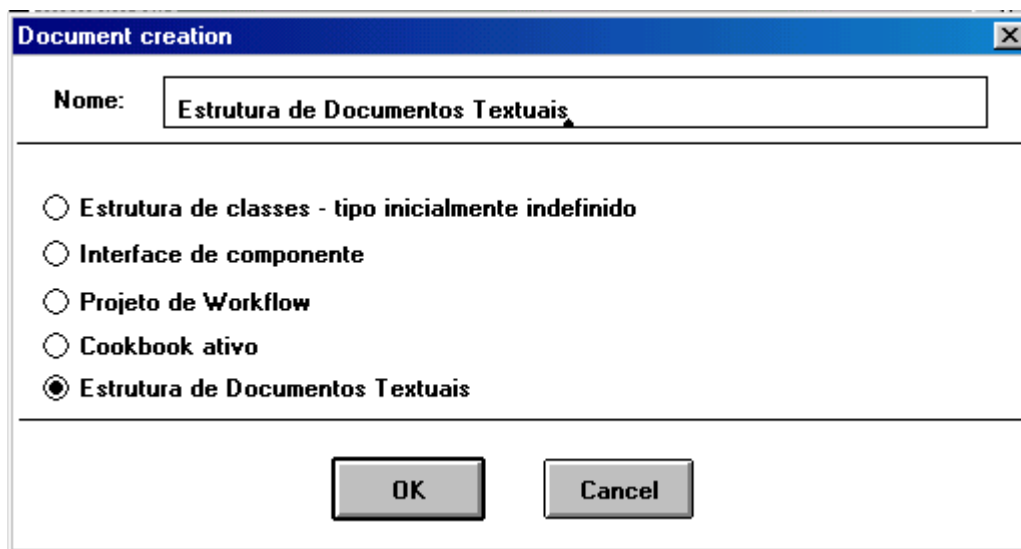 Document creation
Nome: Estrutura de Documentos Textuais
Estrutura de classes - tipo inicialmente indefinido
Interface de componente
Projeto de Workflow
Cookbook ativo
Estrutura de Documentos Textuais
OK Cancel